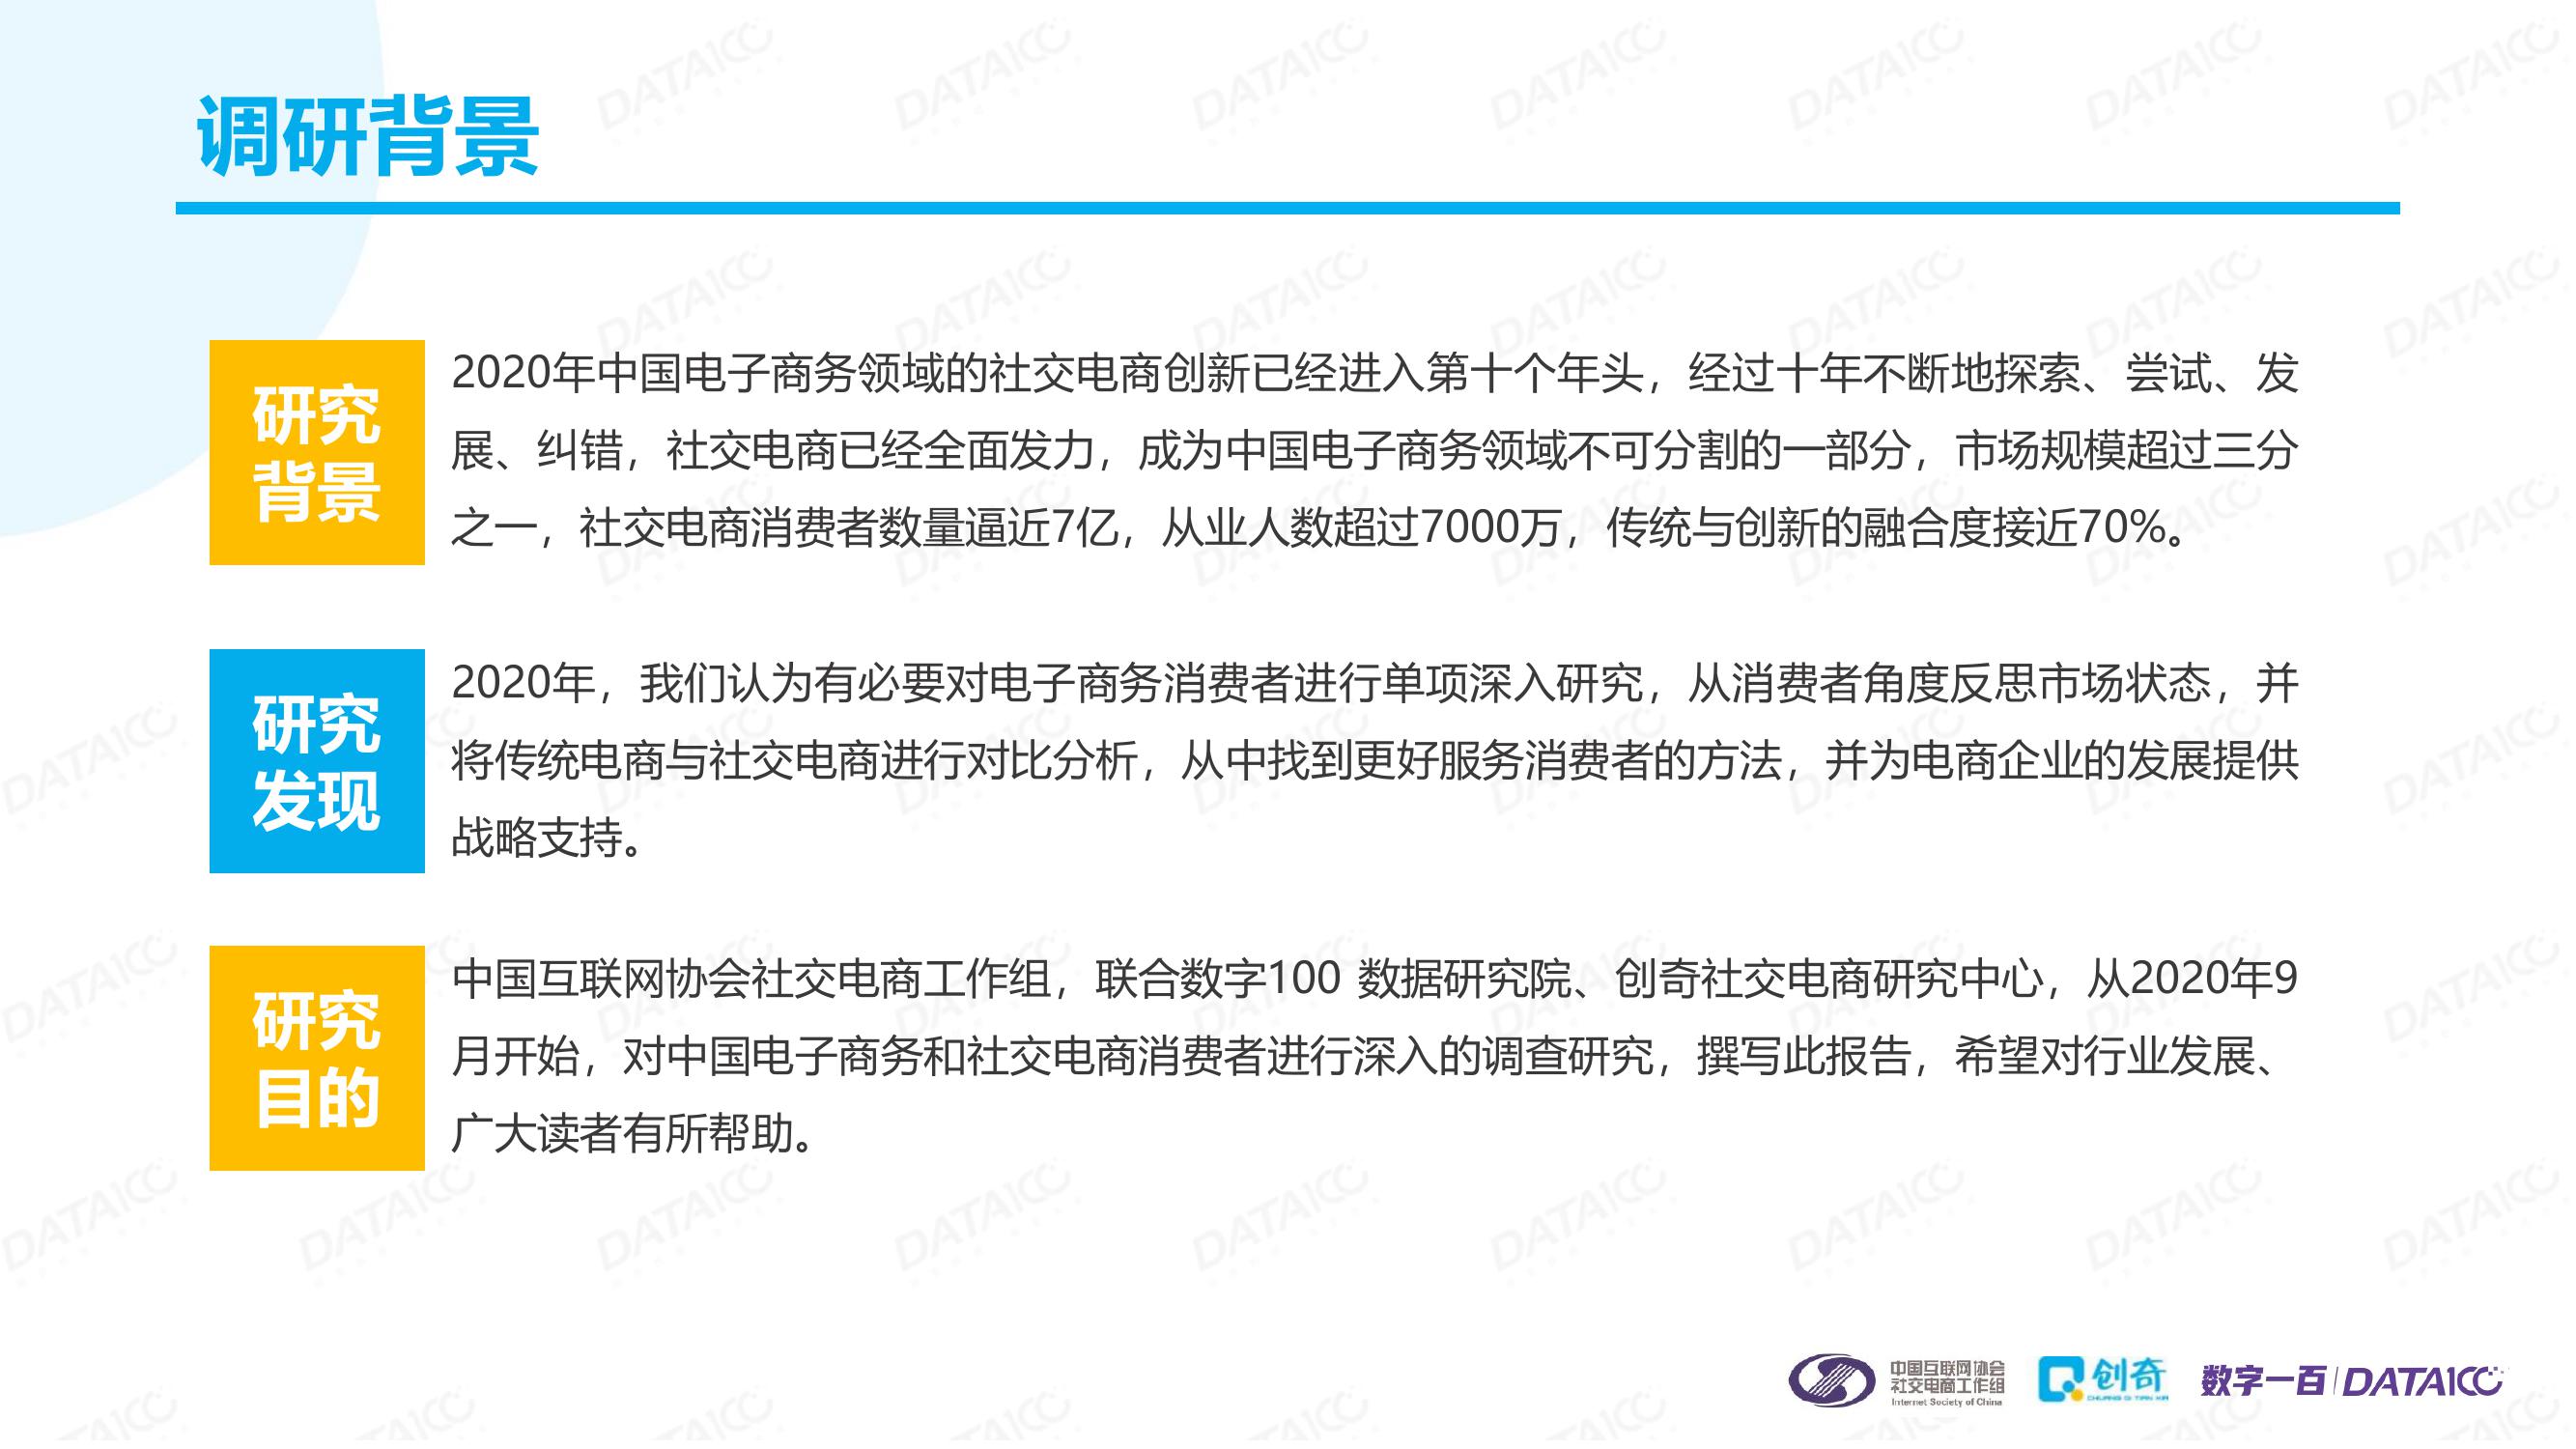 调研背景
研究
背景
2020年中国电子商务领域的社交电商创新已经进入第十个年头，经过十年不断地探索、尝试、发
展、纠错，社交电商已经全面发力，成为中国电子商务领域不可分割的一部分，市场规模超过三分
之一，社交电商消费者数量逼近7亿，从业人数超过7000万，传统与创新的融合度接近70%。
研究
发现
2020年，我们认为有必要对电子商务消费者进行单项深入研究，从消费者角度反思市场状态，并
将传统电商与社交电商进行对比分析，从中找到更好服务消费者的方法，并为电商企业的发展提供
战略支持。
研究
目的
中国互联网协会社交电商工作组，联合数字100 数据研究院、创奇社交电商研究中心，从2020年9
月开始，对中国电子商务和社交电商消费者进行深入的调查研究，撰写此报告，希望对行业发展、
广大读者有所帮助。
中国互联网协会
社交电商工作组
Internet Society of China
创奇
CHUANG QI TIAN XIA
数字一百 | DATA100